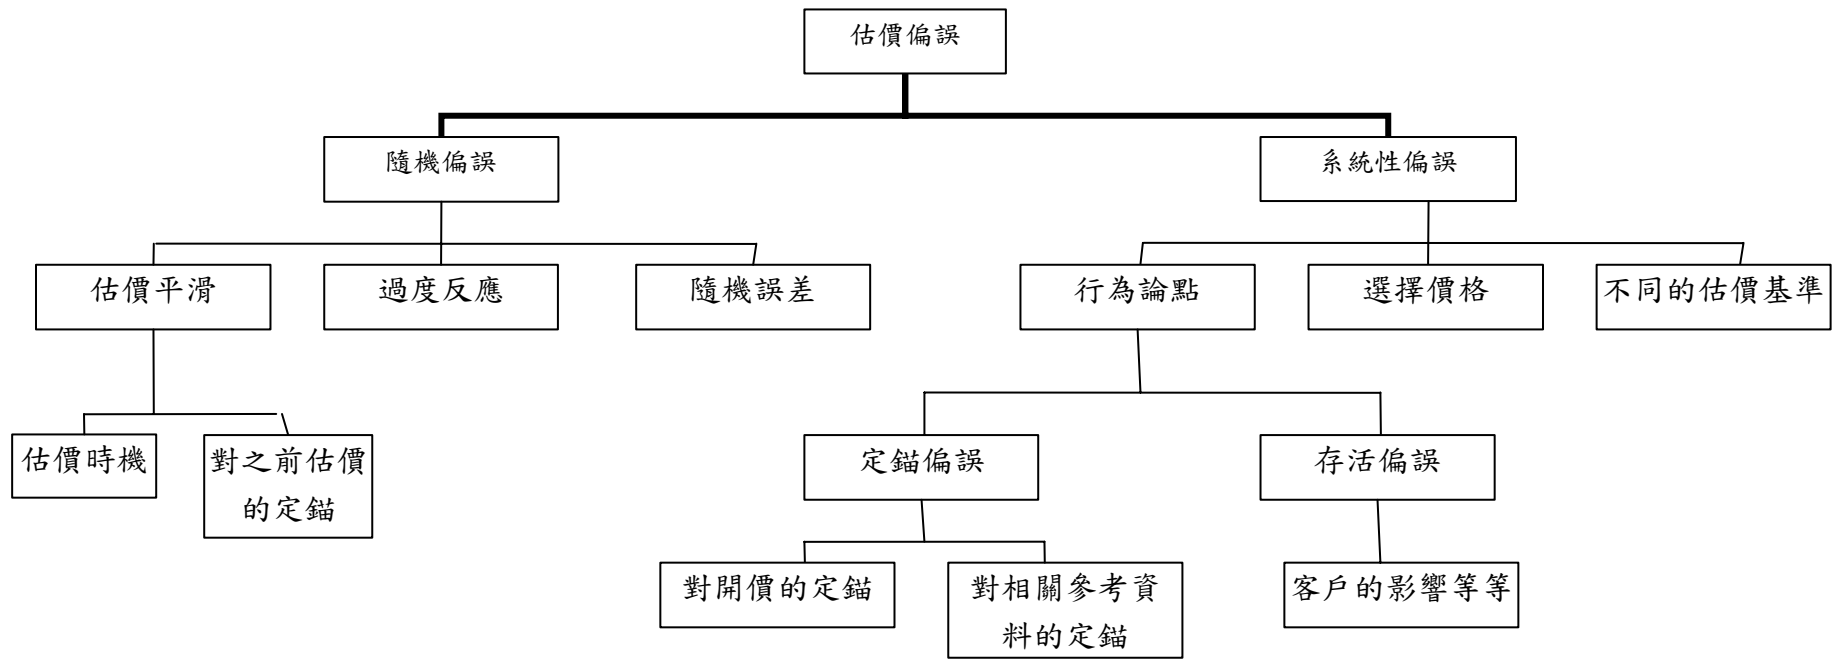 估價偏誤
隨機偏誤
系統性偏誤
估價平滑
過度反應
隨機誤差
行為論點
選擇價格
不同的估價基準
估價時機
對之前估價
的定錨
定錨偏誤
存活偏誤
對開價的定錨
對相關參考資
料的定錨
客戶的影響等等